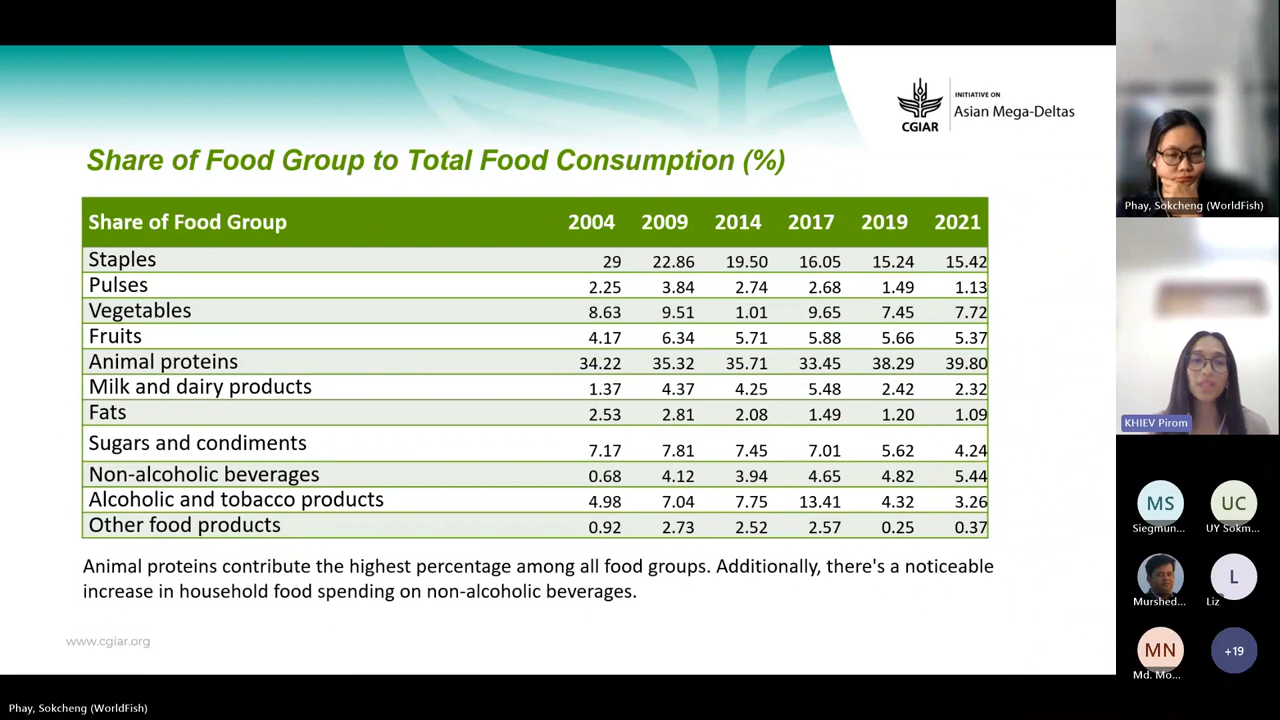 INITIATIVE ON
Asian Mega-Deltas
CGIAR
Share of Food Group to Total Food Consumption (%)
Share of Food Group 2004 2009 2014 2017 2019 2021
Staples 29 22.86 19.50 16.05 15.24 15.42
Pulses 2.25 3.84 2.74 2.68 1.49 1.13
Vegetables 8.63 9.51 1.01 9.65 7.45 7.72
Fruits 4.17 6.34 5.71 5.88 5.66 5.37
Animal proteins 34.22 35.32 35.71 33.45 38.29 39.80
Milk and dairy products 1.37 4.37 4.25 5.48 2.42 2.32
Fats 2.53 2.81 2.08 1.49 1.20 1.09
Sugars and condiments 7.17 7.81 7.45 7.01 5.62 4.24
Non-alcoholic beverages 0.68 4.12 3.94 4.65 4.82 5.44
Alcoholic and tobacco products 4.98 7.04 7.75 13.41 4.32 3.26
Other food products 0.92 2.73 2.52 2.57 0.25 0.37
Animal proteins contribute the highest percentage among all food groups. Additionally, there's a noticeable
increase in household food spending on non-alcoholic beverages.
www.cgiar.org
Phay, Sokcheng (WorldFish)
Phay, Sokcheng (WorldFish)
KHIEV Pirom
MS UC
Siegmun... UY Sokm...
L
Murshed... Liz
MN +19
Md. Mo...